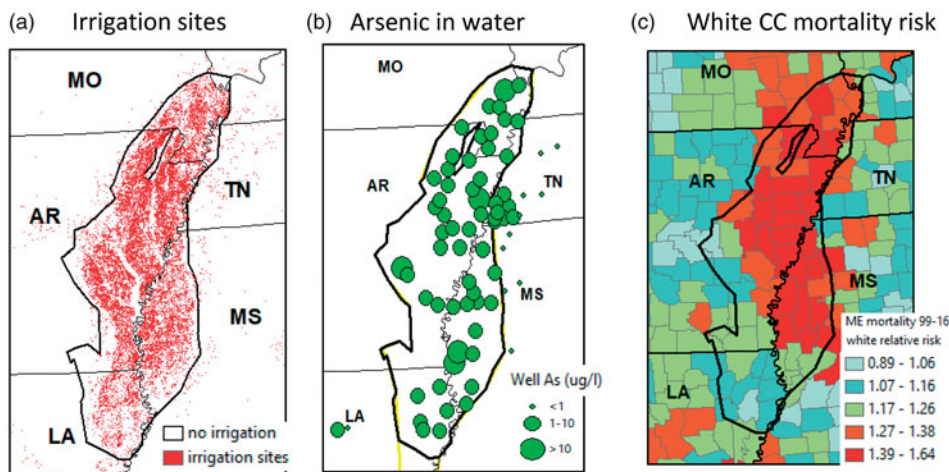 (a) Irrigation sites
MO
AR
TN
MS
LA
no irrigation
irrigation sites
(b) Arsenic in water
MO
AR
TN
MS
LA
Well As (ug/l)
<1
1-10
>10
(c) White CC mortality risk
MO
AR
TN
MS
LA
ME mortality 99-16
white relative risk
0.89 - 1.06
1.07 - 1.16
1.17 - 1.26
1.27 - 1.38
1.39 - 1.64